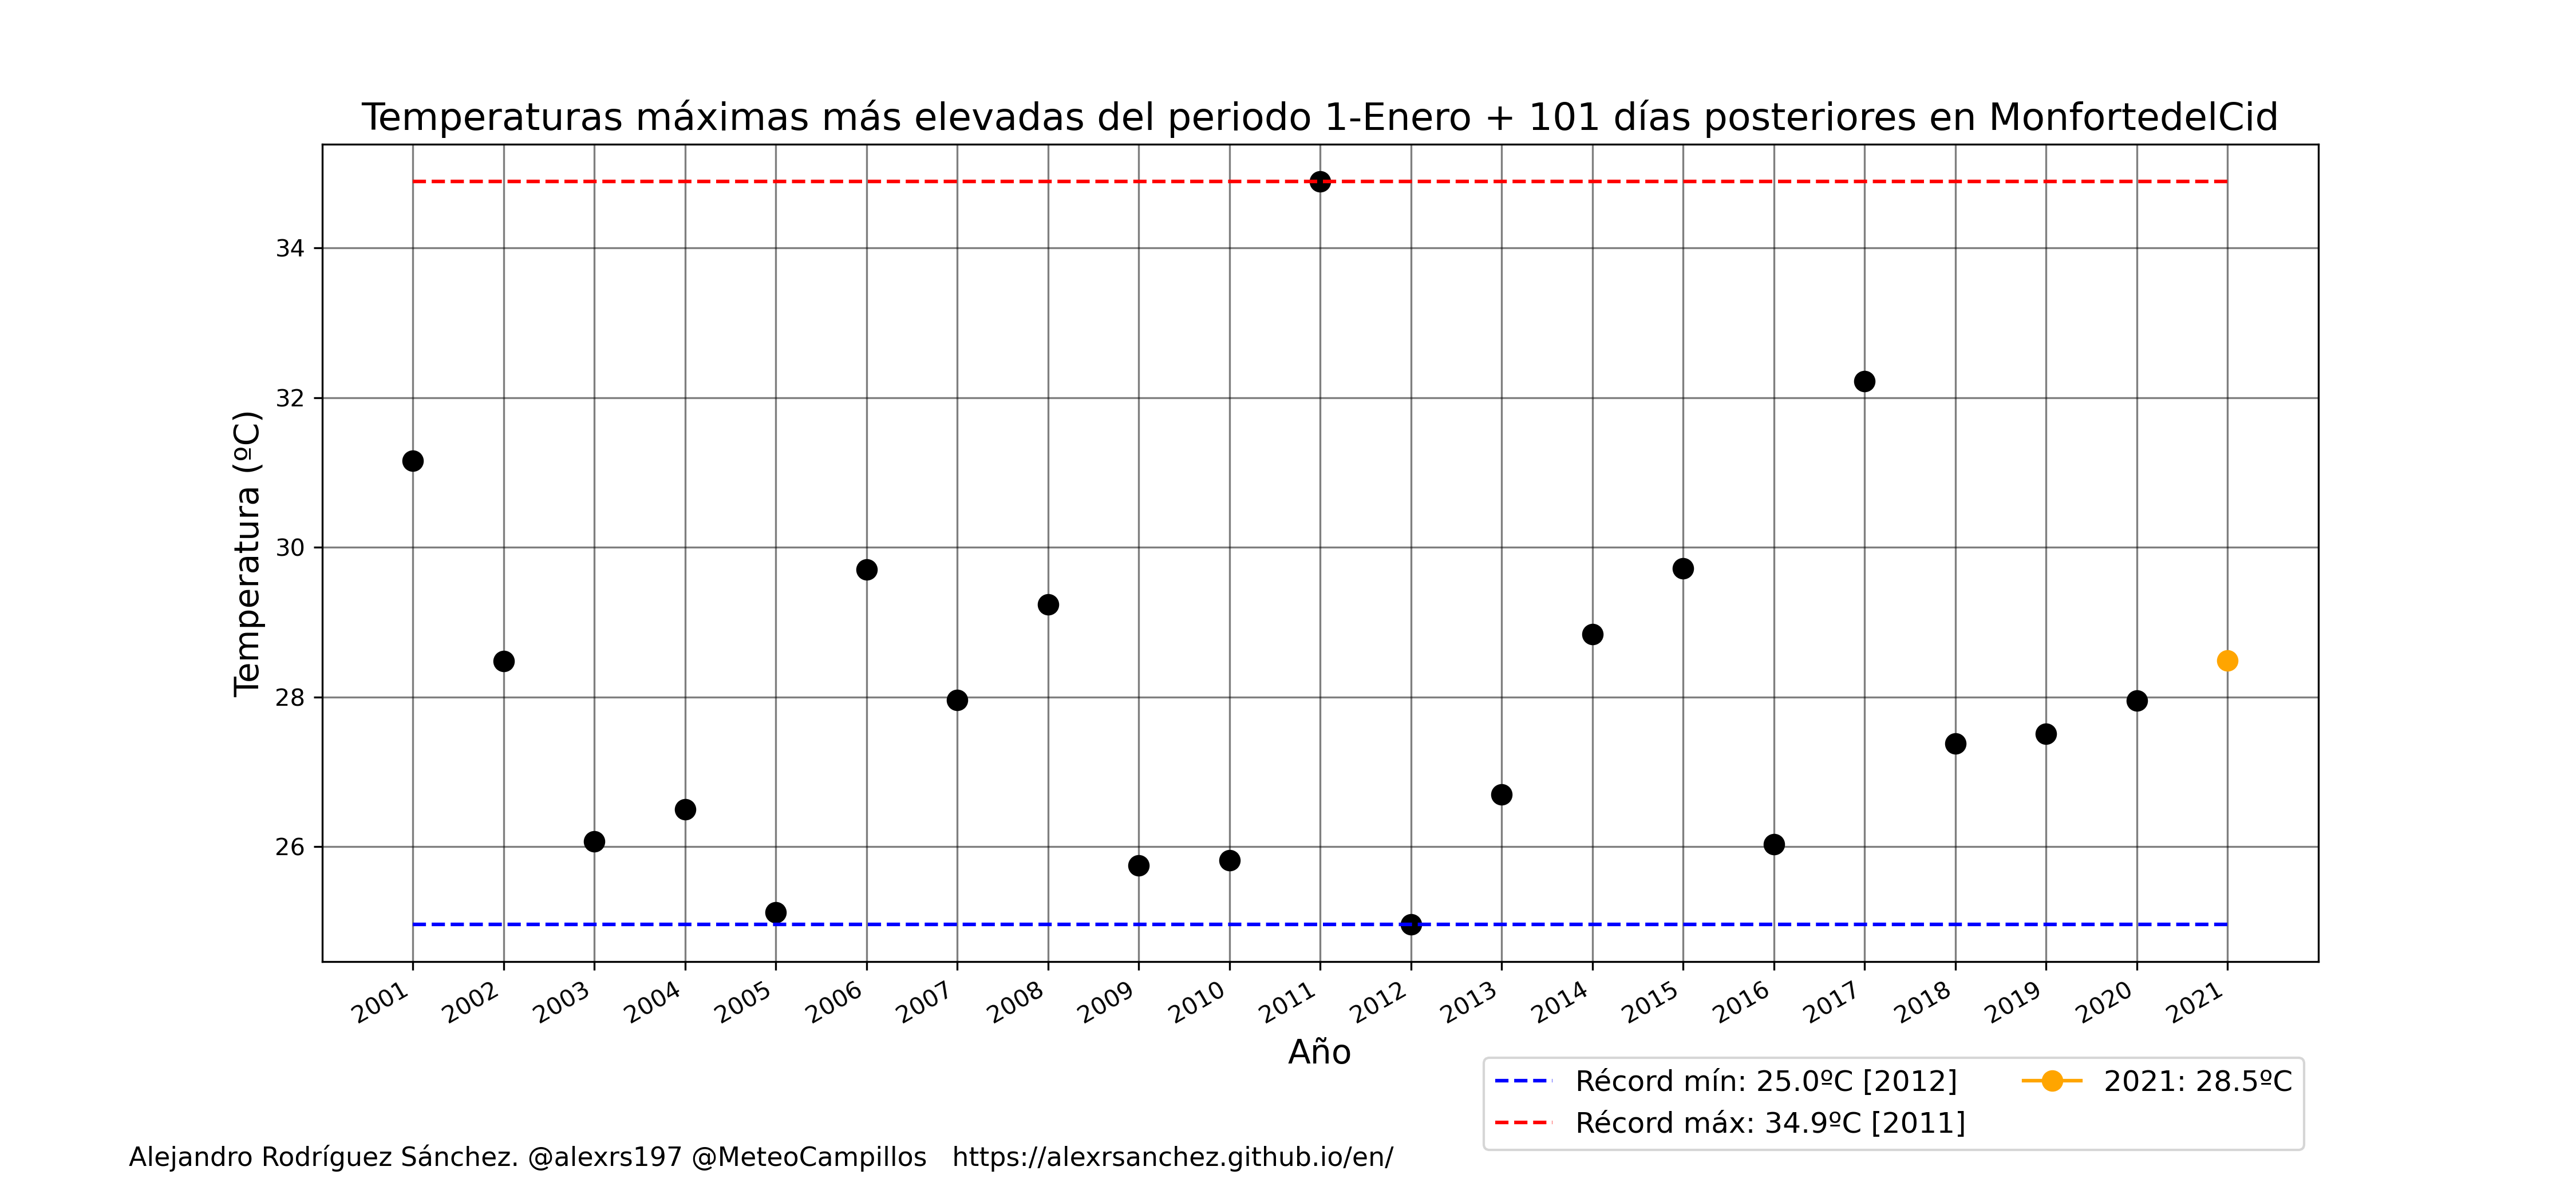 Temperaturas máximas más elevadas del periodo 1-Enero + 101 días posteriores en MonfortedelCid
Temperatura (ºC)
34
32
30
28
26
2001 2002 2003 2004 2005 2006 2007 2008 2009 2010 2011 2012 2013 2014 2015 2016 2017 2018 2019 2020 2021
Año
Récord mín: 25.0ºC [2012]
Récord máx: 34.9ºC [2011]
2021: 28.5ºC
Alejandro Rodríguez Sánchez. @alexrs197 @MeteoCampillos https://alexrsanchez.github.io/en/